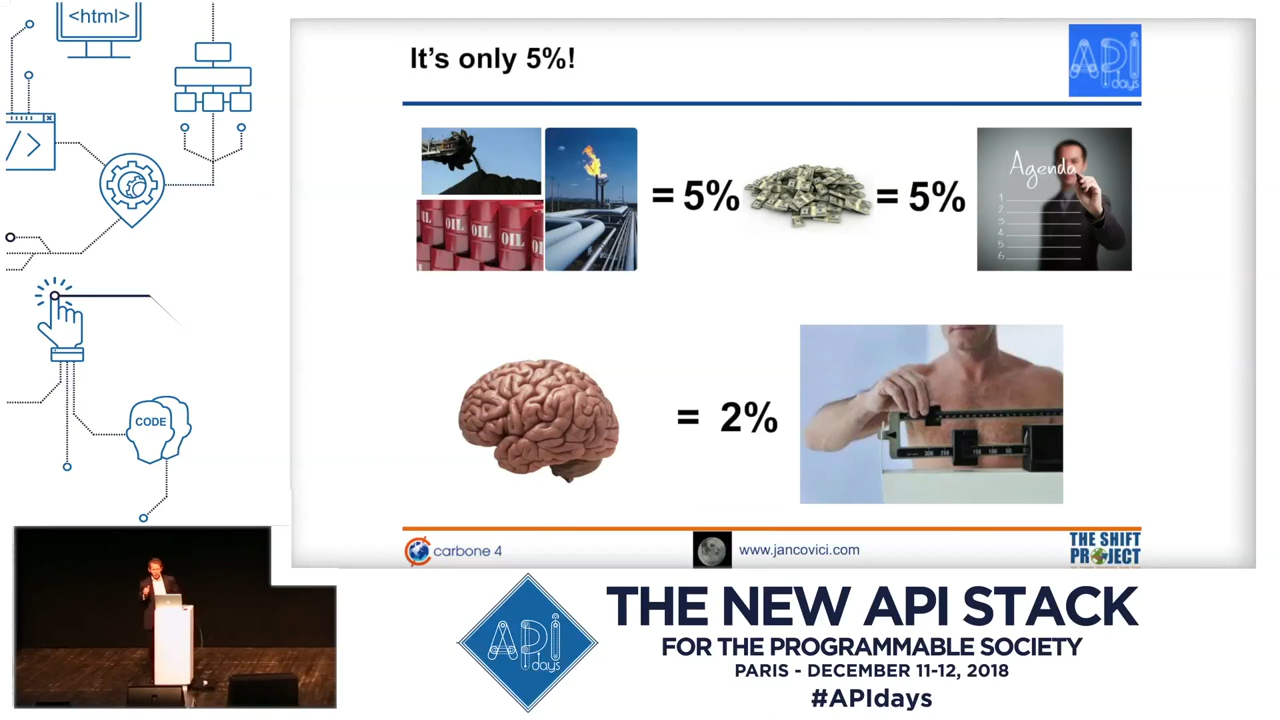 <html>
It's only 5%!
API
days
</>
OIL
OIL
OIL
OIL
= 5%
= 5%
Agenda
1
2
3
4
5
6
CODE
= 2%
carbone 4
www.jancovici.com
THE SHIFT
PROJECT
API
days
THE NEW API STACK
FOR THE PROGRAMMABLE SOCIETY
PARIS - DECEMBER 11-12, 2018
#APIdays